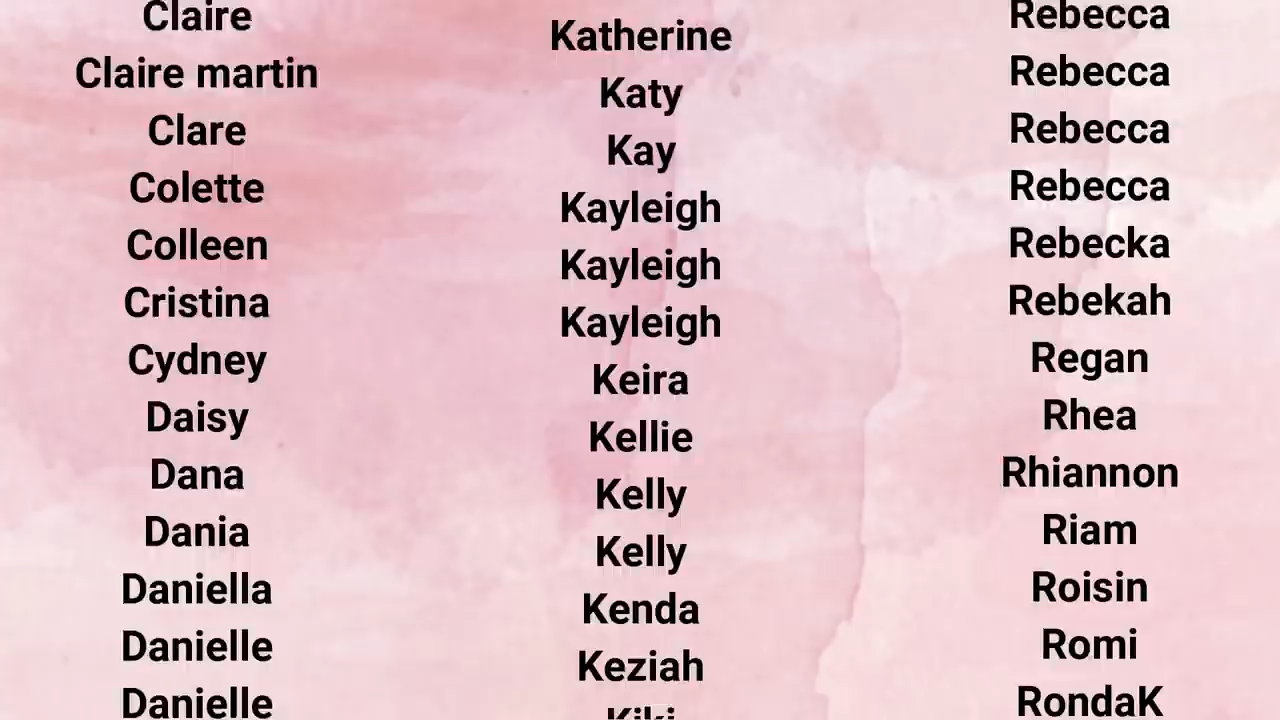 Claire
Claire martin
Clare
Colette
Colleen
Cristina
Cydney
Daisy
Dana
Dania
Daniella
Danielle
Danielle
Katherine
Katy
Kay
Kayleigh
Kayleigh
Kayleigh
Keira
Kellie
Kelly
Kelly
Kenda
Keziah
Kiki
Rebecca
Rebecca
Rebecca
Rebecca
Rebecka
Rebekah
Regan
Rhea
Rhiannon
Riam
Roisin
Romi
RondaK